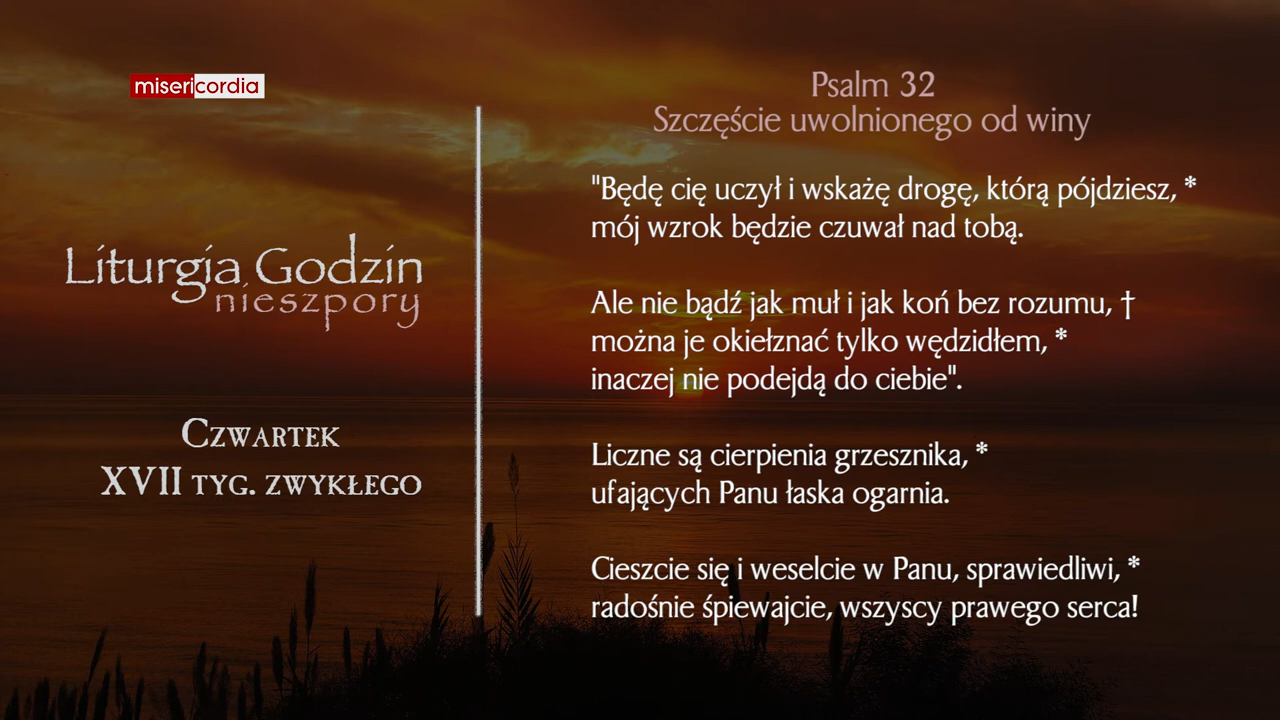 misericordia
Liturgia Godzin
nieszpory
Czwartek
XVII tyg. zwykłego
Psalm 32
Szczęście uwolnionego od winy
"Będę cię uczył i wskażę drogę, którą pójdziesz, *
mój wzrok będzie czuwał nad tobą.
Ale nie bądź jak muł i jak koń bez rozumu, †
można je okiełznać tylko wędzidłem, *
inaczej nie podejdą do ciebie".
Liczne są cierpienia grzesznika, *
ufających Panu łaska ogarnia.
Cieszcie się i weselcie w Panu, sprawiedliwi, *
radośnie śpiewajcie, wszyscy prawego serca!